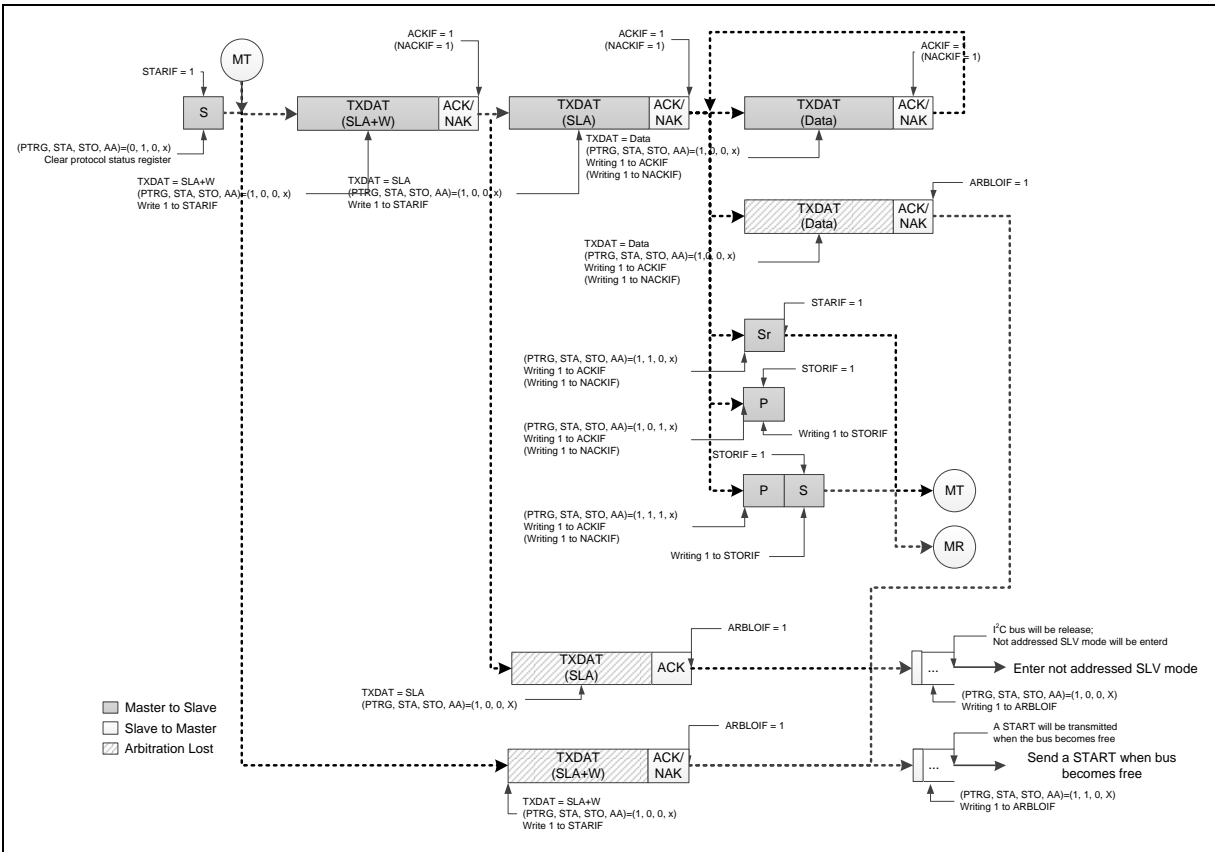 ACKIF = 1
(NACKIF = 1)
ACKIF = 1
(NACKIF = 1)
ACKIF = 1
(NACKIF = 1)
MT
STARIF = 1
S
TXDAT
(SLA+W)
ACK/
NAK
TXDAT
(SLA)
ACK/
NAK
TXDAT
(Data)
ACK/
NAK
(PTRG, STA, STO, AA)=(0, 1, 0, x)
Clear protocol status register
TXDAT = SLA+W
(PTRG, STA, STO, AA)=(1, 0, 0, x)
Write 1 to STARIF
TXDAT = SLA
(PTRG, STA, STO, AA)=(1, 0, 0, x)
Write 1 to STARIF
TXDAT = Data
(PTRG, STA, STO, AA)=(1, 0, 0, x)
Writing 1 to ACKIF
(Writing 1 to NACKIF)
ARBLOIF = 1
TXDAT
(Data)
ACK/
NAK
TXDAT = Data
(PTRG, STA, STO, AA)=(1,0, 0, x)
Writing 1 to ACKIF
(Writing 1 to NACKIF)
STARIF = 1
Sr
(PTRG, STA, STO, AA)=(1, 1, 0, x)
Writing 1 to ACKIF
(Writing 1 to NACKIF)
STORIF = 1
P
(PTRG, STA, STO, AA)=(1, 0, 1, x)
Writing 1 to ACKIF
(Writing 1 to NACKIF)
Writing 1 to STORIF
STORIF = 1
P
S
MT
(PTRG, STA, STO, AA)=(1, 1, 1, x)
Writing 1 to ACKIF
(Writing 1 to NACKIF)
Writing 1 to STORIF
MR
ARBLOIF = 1
TXDAT
(SLA)
ACK
TXDAT = SLA
(PTRG, STA, STO, AA)=(1, 0, 0, X)
I²C bus will be release;
Not addressed SLV mode will be enterd
...
Enter not addressed SLV mode
(PTRG, STA, STO, AA)=(1, 0, 0, X)
Writing 1 to ARBLOIF
Master to Slave
Slave to Master
Arbitration Lost
ARBLOIF = 1
TXDAT
(SLA+W)
ACK/
NAK
TXDAT = SLA+W
(PTRG, STA, STO, AA)=(1, 0, 0, x)
Write 1 to STARIF
A START will be transmitted
when the bus becomes free
...
Send a START when bus
becomes free
(PTRG, STA, STO, AA)=(1, 1, 0, X)
Writing 1 to ARBLOIF